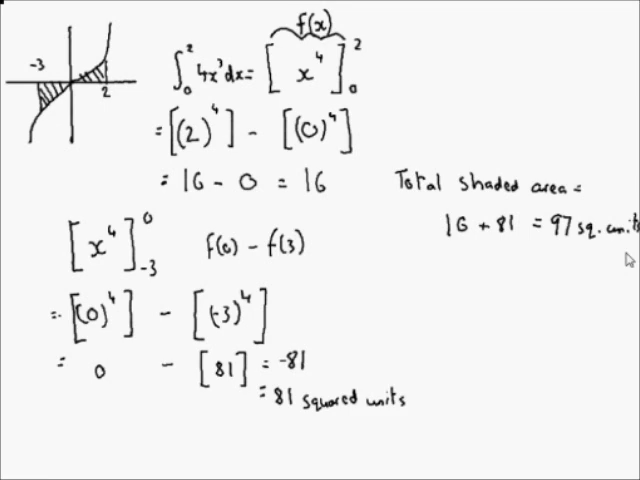 -3
2
f(x)
∫₀² 4x³dx = [x⁴]₀²
= [(2)⁴] - [(0)⁴]
= 16 - 0 = 16
[x⁴]₋₃⁰ f(0) - f(3)
= [(0)⁴] - [(-3)⁴]
= 0 - [81] = -81
= 81 squared units
Total shaded area =
16 + 81 = 97 sq. units